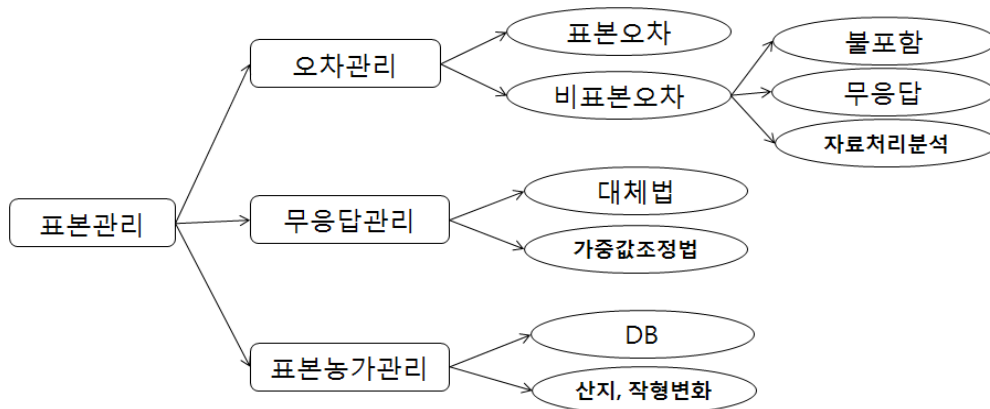 표본관리
오차관리
표본오차
비표본오차
불포함
무응답
자료처리분석
무응답관리
대체법
가중값조정법
표본농가관리
DB
산지, 작형변화